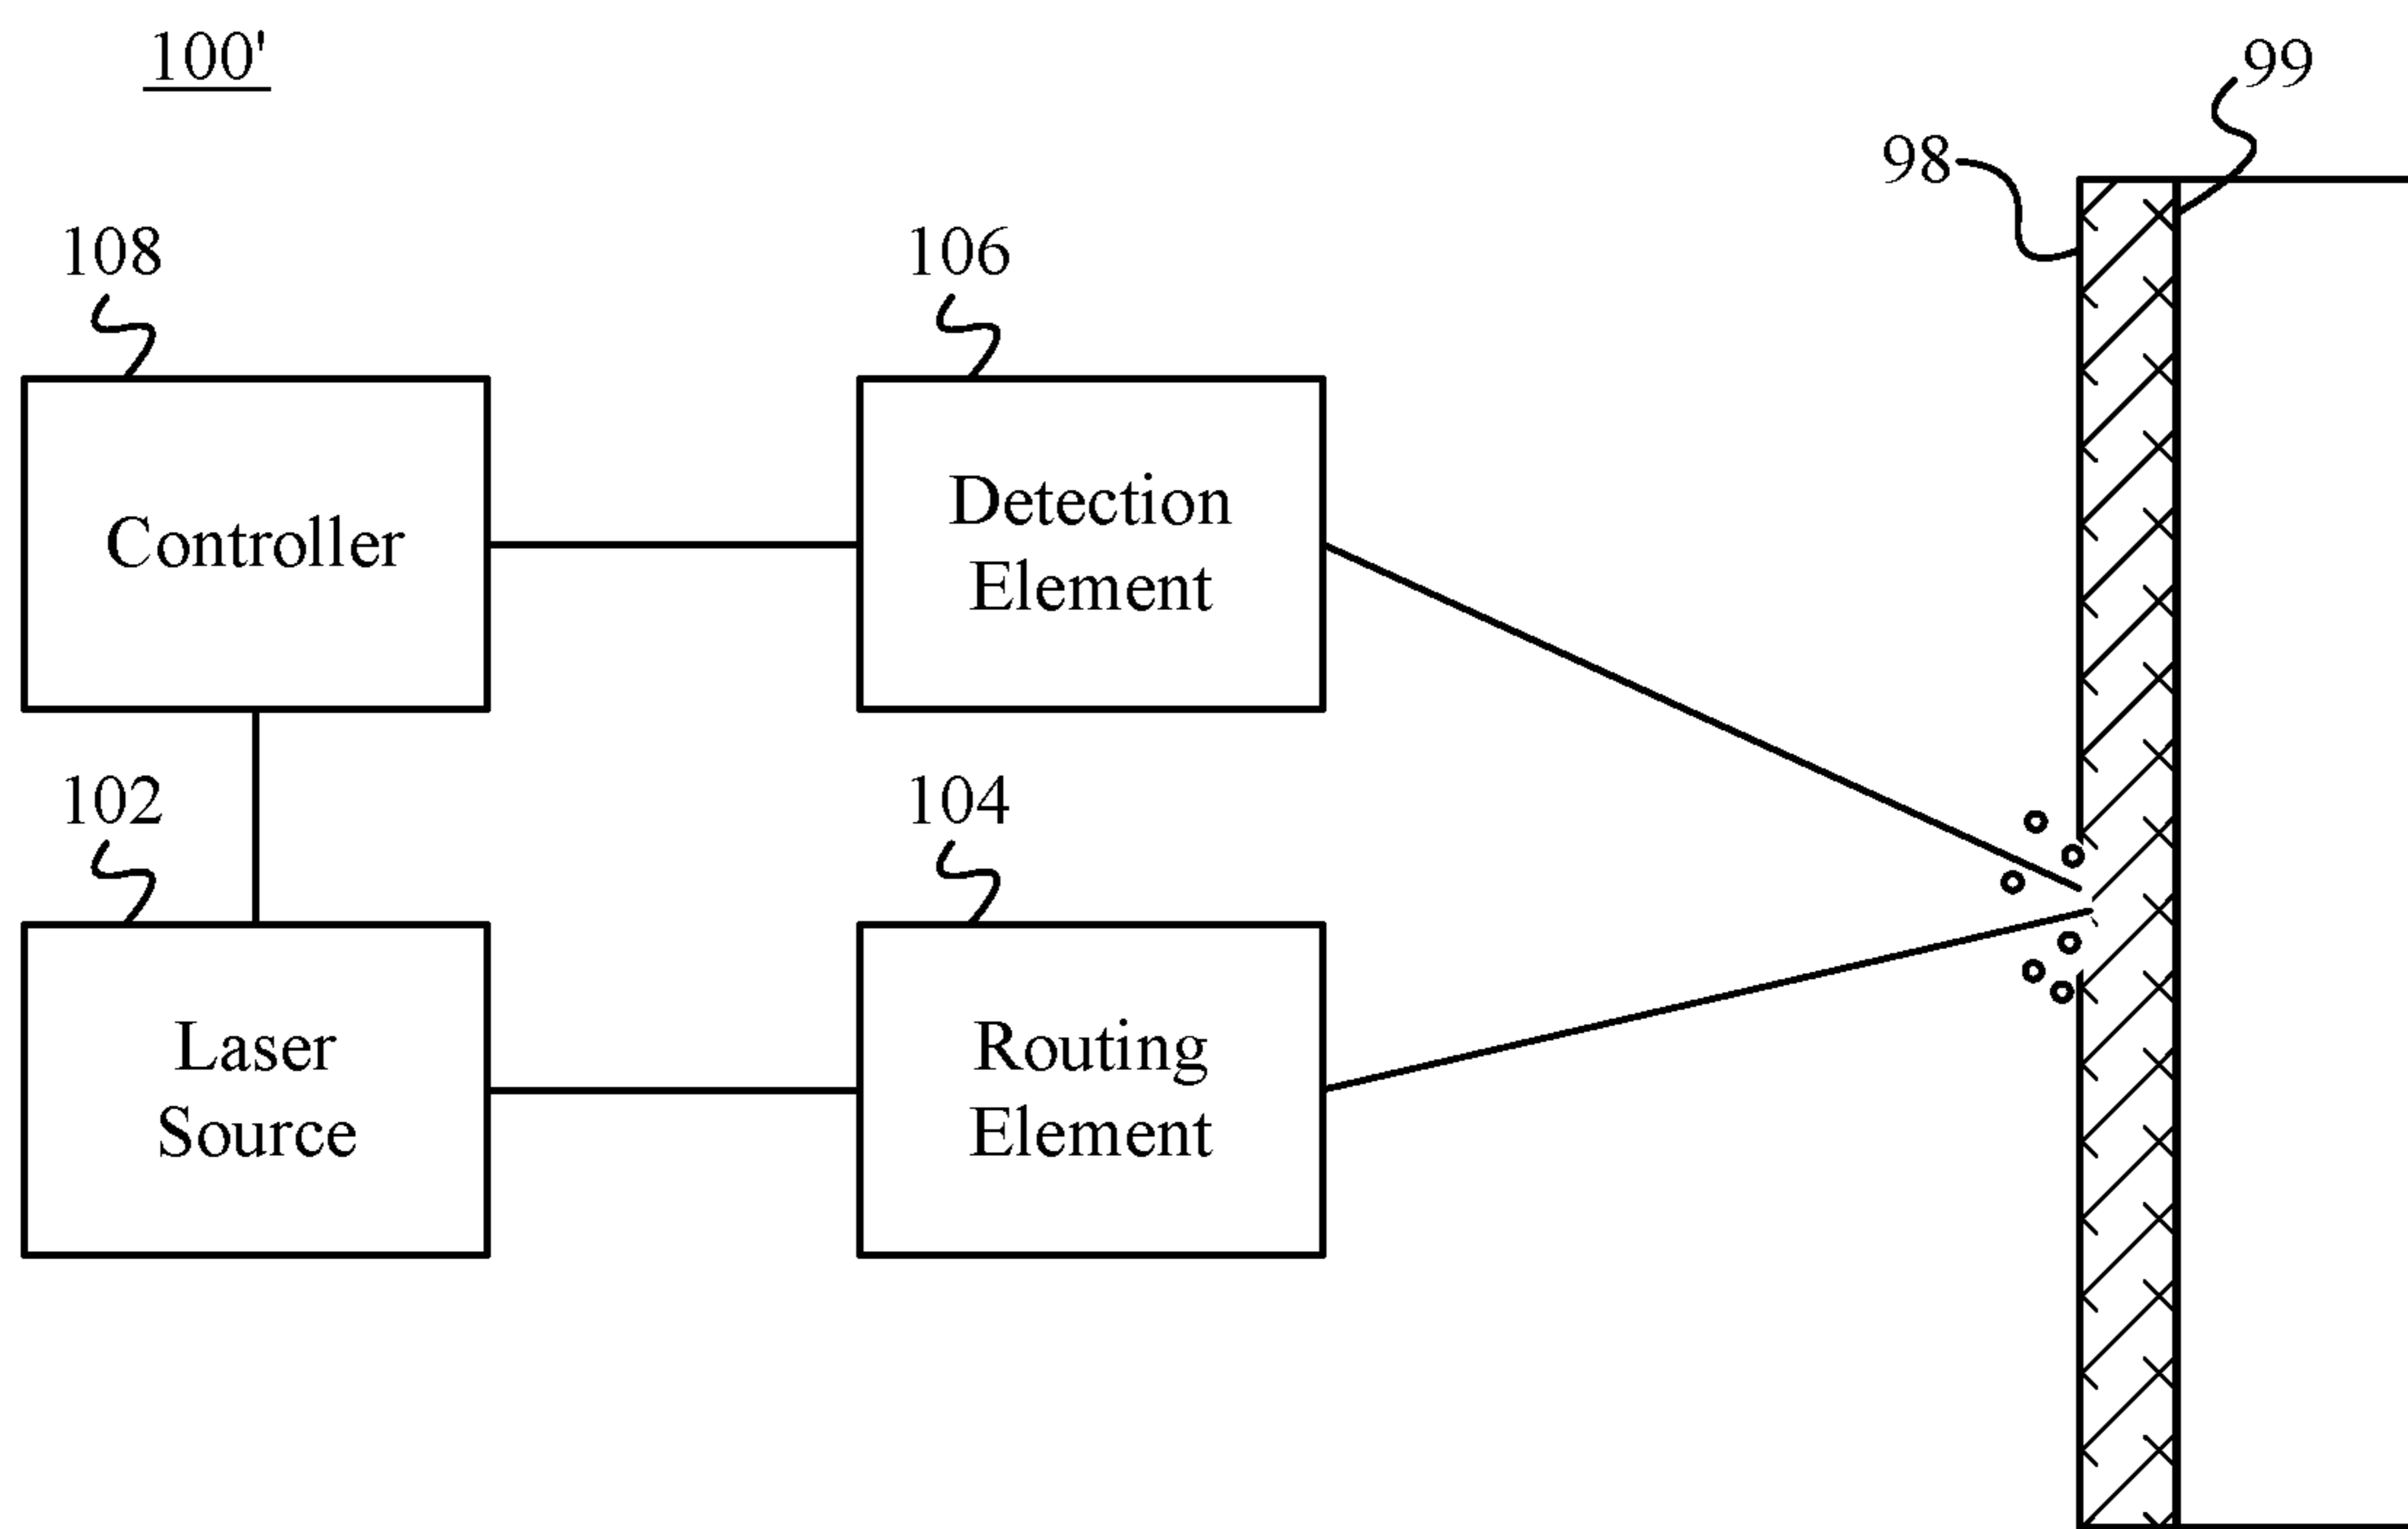 100'
99
98
108
106
Controller
Detection
Element
102
104
Laser
Source
Routing
Element